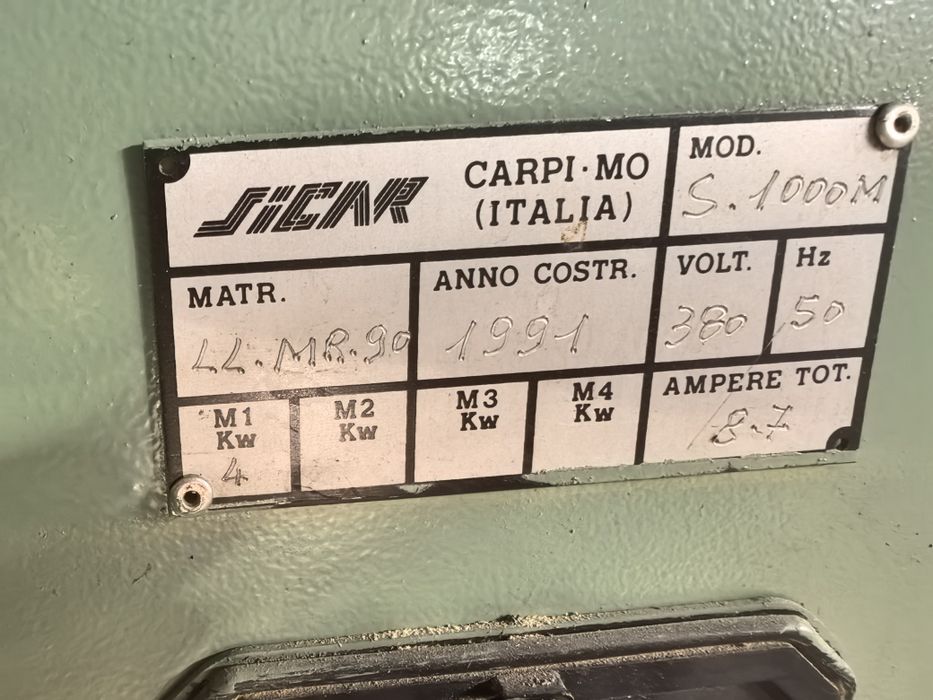 SICAR
CARPI·MO
(ITALIA)
MOD.
S.1000M
MATR.
LL.MR.90
ANNO COSTR.
1991
VOLT.
380
Hz
50
M1
Kw
4
M2
Kw
M3
Kw
M4
Kw
AMPERE TOT.
8.7